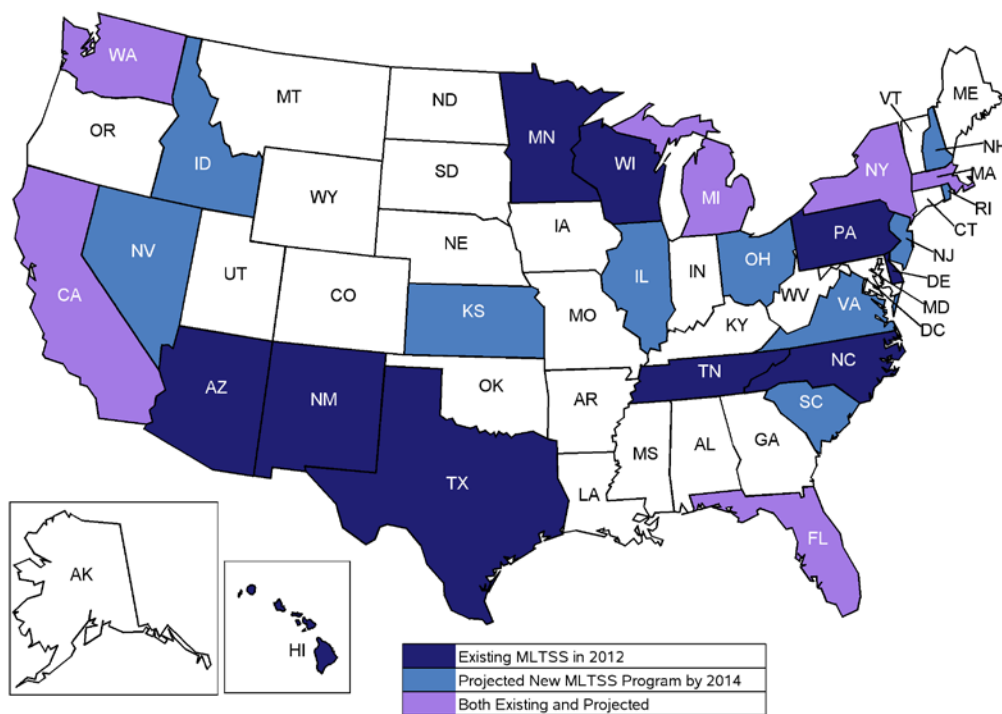 WA
MT
ND
OR
ID
SD
MN
WI
WY
MI
NY
VT
ME
NH
MA
RI
CT
NV
UT
CO
NE
IA
IL
IN
OH
PA
NJ
DE
MD
DC
WV
VA
CA
KS
MO
KY
AZ
NM
OK
AR
TN
NC
SC
TX
LA
MS
AL
GA
FL
AK
HI
Existing MLTSS in 2012
Projected New MLTSS Program by 2014
Both Existing and Projected